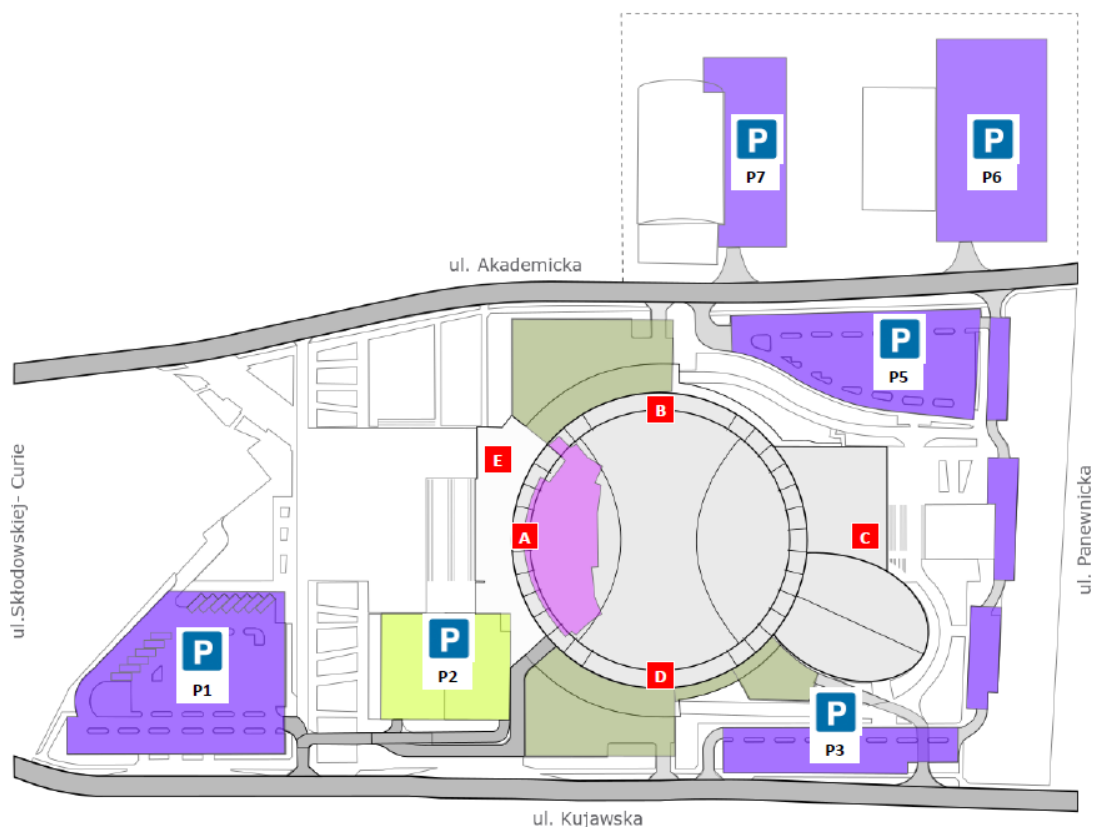 P
P7
P
P6
ul. Akademicka
P
P5
B
E
A
C
ul.Skłodowskiej- Curie
ul. Panewnicka
P
P1
P
P2
D
P
P3
ul. Kujawska